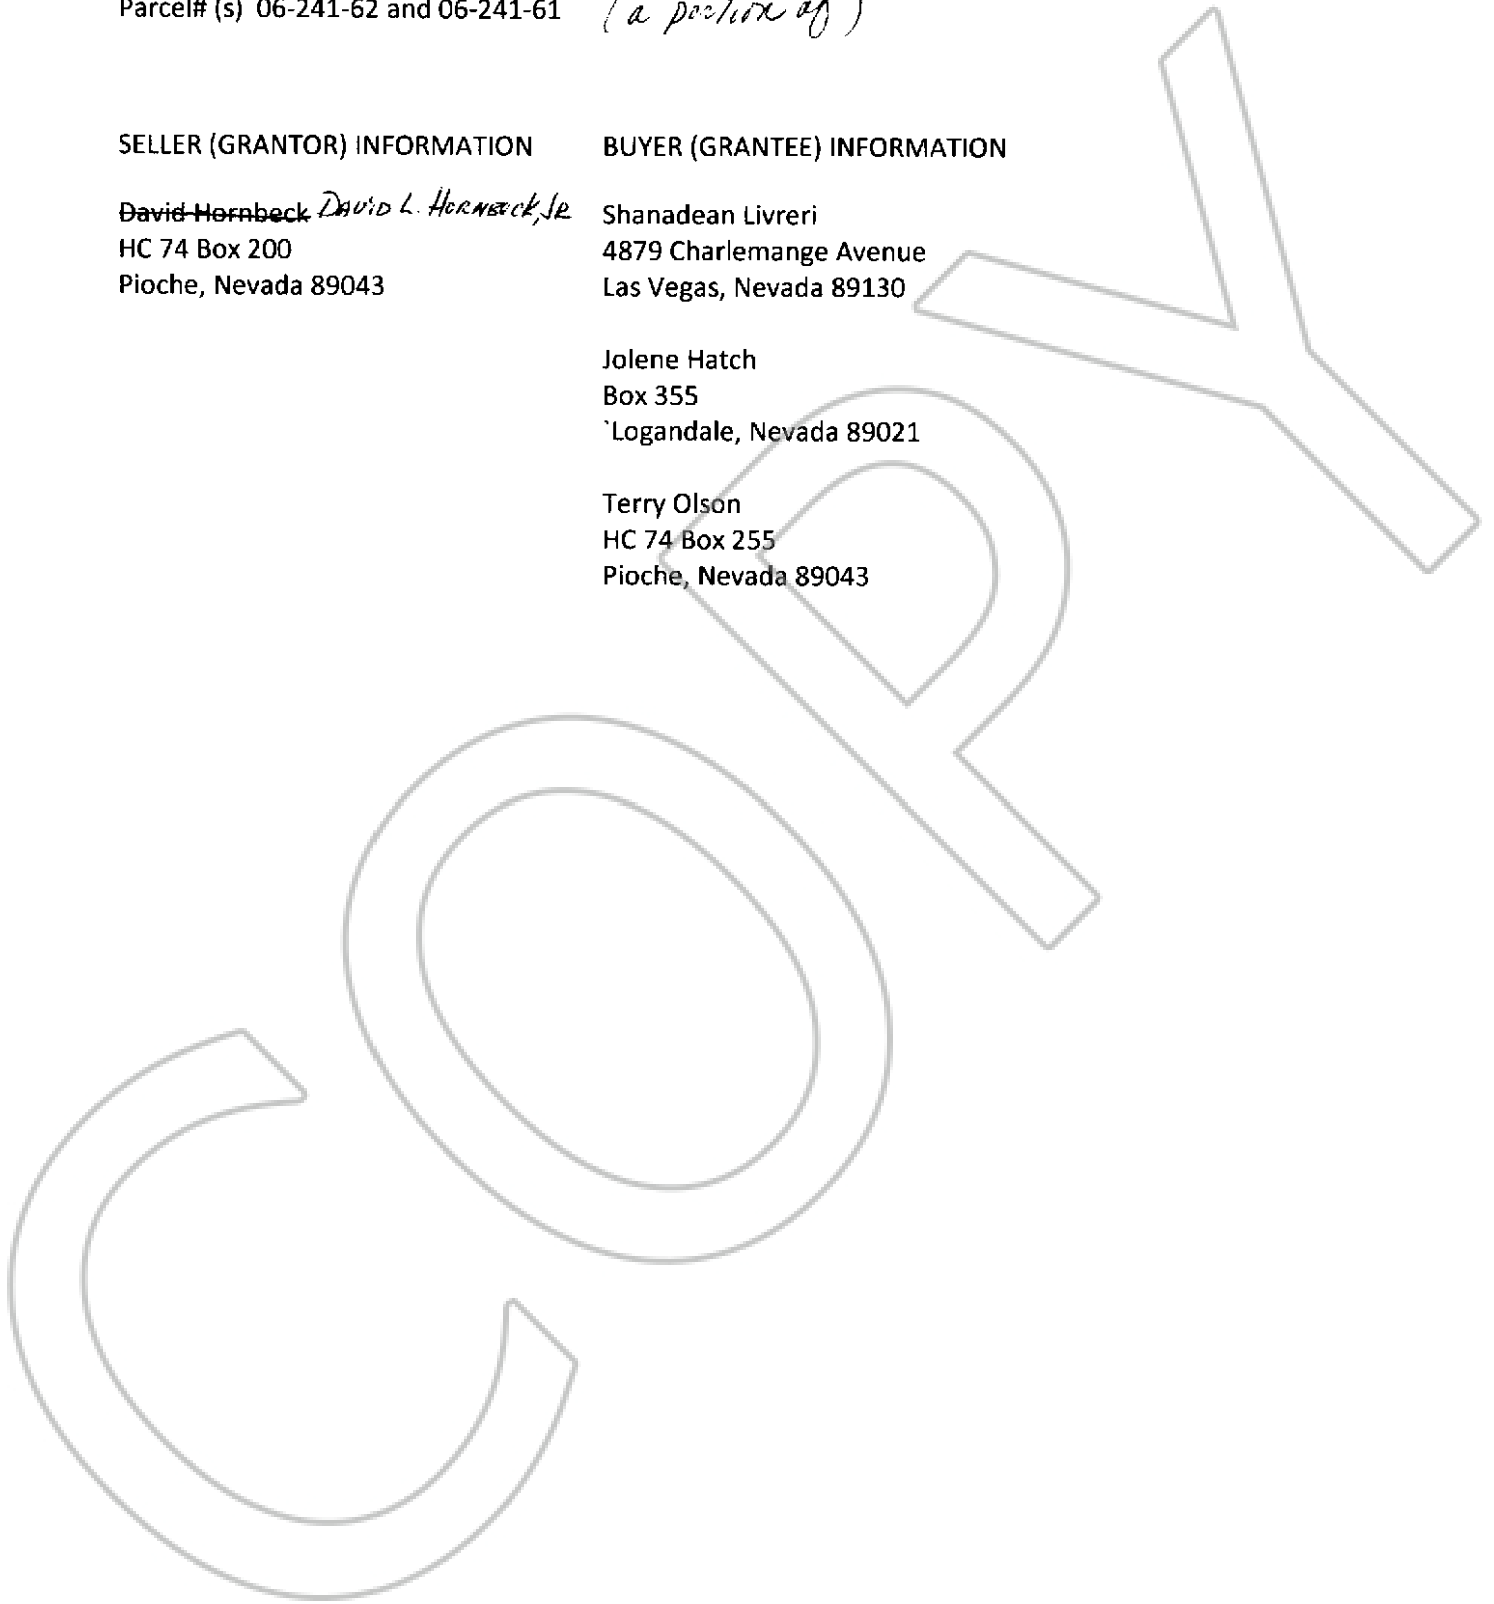 Parcel# (s) 06-241-62 and 06-241-61 (a portion of)
SELLER (GRANTOR) INFORMATION
David Hornbeck DAVID L. HORNBECK, JR
HC 74 Box 200
Pioche, Nevada 89043
BUYER (GRANTEE) INFORMATION
Shanadean Livreri
4879 Charlemange Avenue
Las Vegas, Nevada 89130
Jolene Hatch
Box 355
`Logandale, Nevada 89021
Terry Olson
HC 74 Box 255
Pioche, Nevada 89043
COPY